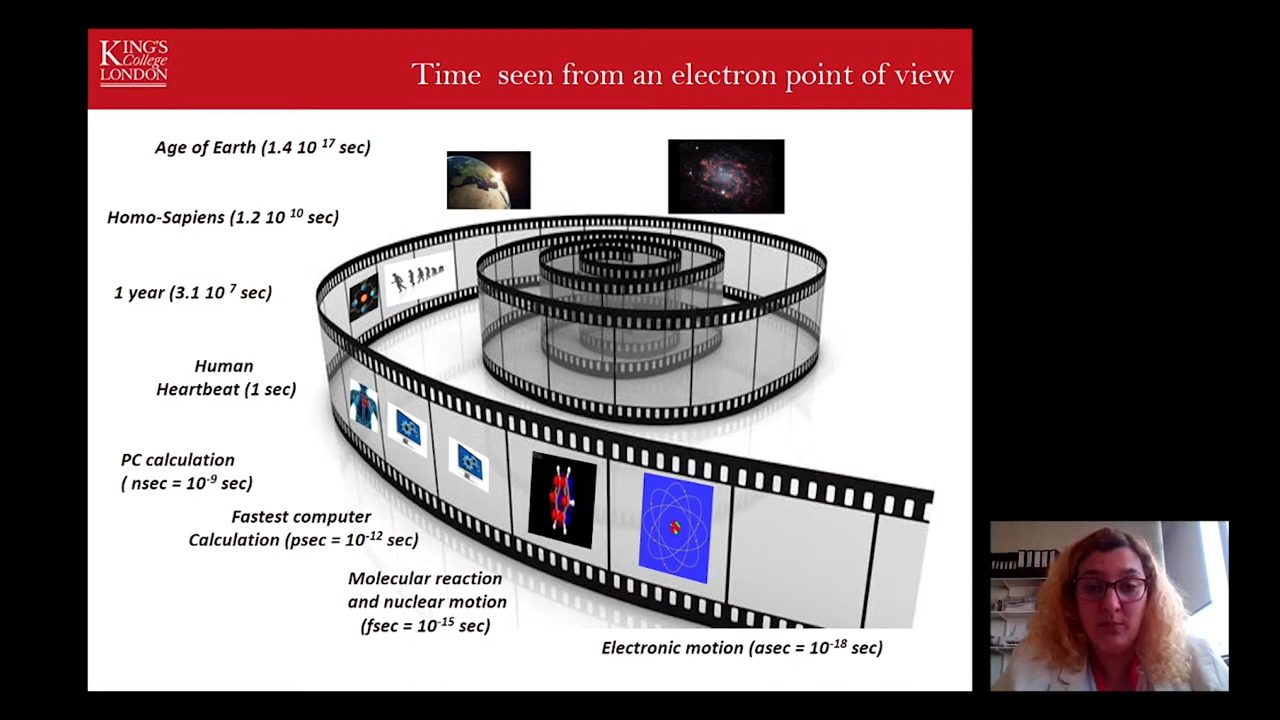 KING'S
College
LONDON
Time seen from an electron point of view
Age of Earth (1.4 10 ¹⁷ sec)
Homo-Sapiens (1.2 10 ¹⁰ sec)
1 year (3.1 10 ⁷ sec)
Human
Heartbeat (1 sec)
PC calculation
( nsec = 10⁻⁹ sec)
Fastest computer
Calculation (psec = 10⁻¹² sec)
Molecular reaction
and nuclear motion
(fsec = 10⁻¹⁵ sec)
Electronic motion (asec = 10⁻¹⁸ sec)